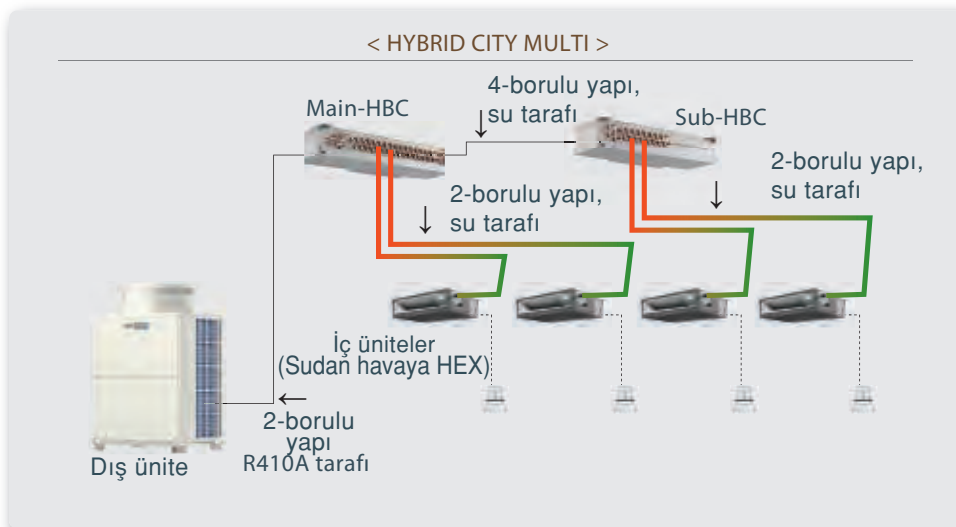 < HYBRID CITY MULTI >
4-borulu yapı,
su tarafı
Main-HBC
Sub-HBC
2-borulu yapı,
su tarafı
2-borulu yapı,
su tarafı
İç üniteler
(Sudan havaya HEX)
2-borulu
yapı
R410A tarafı
Dış ünite